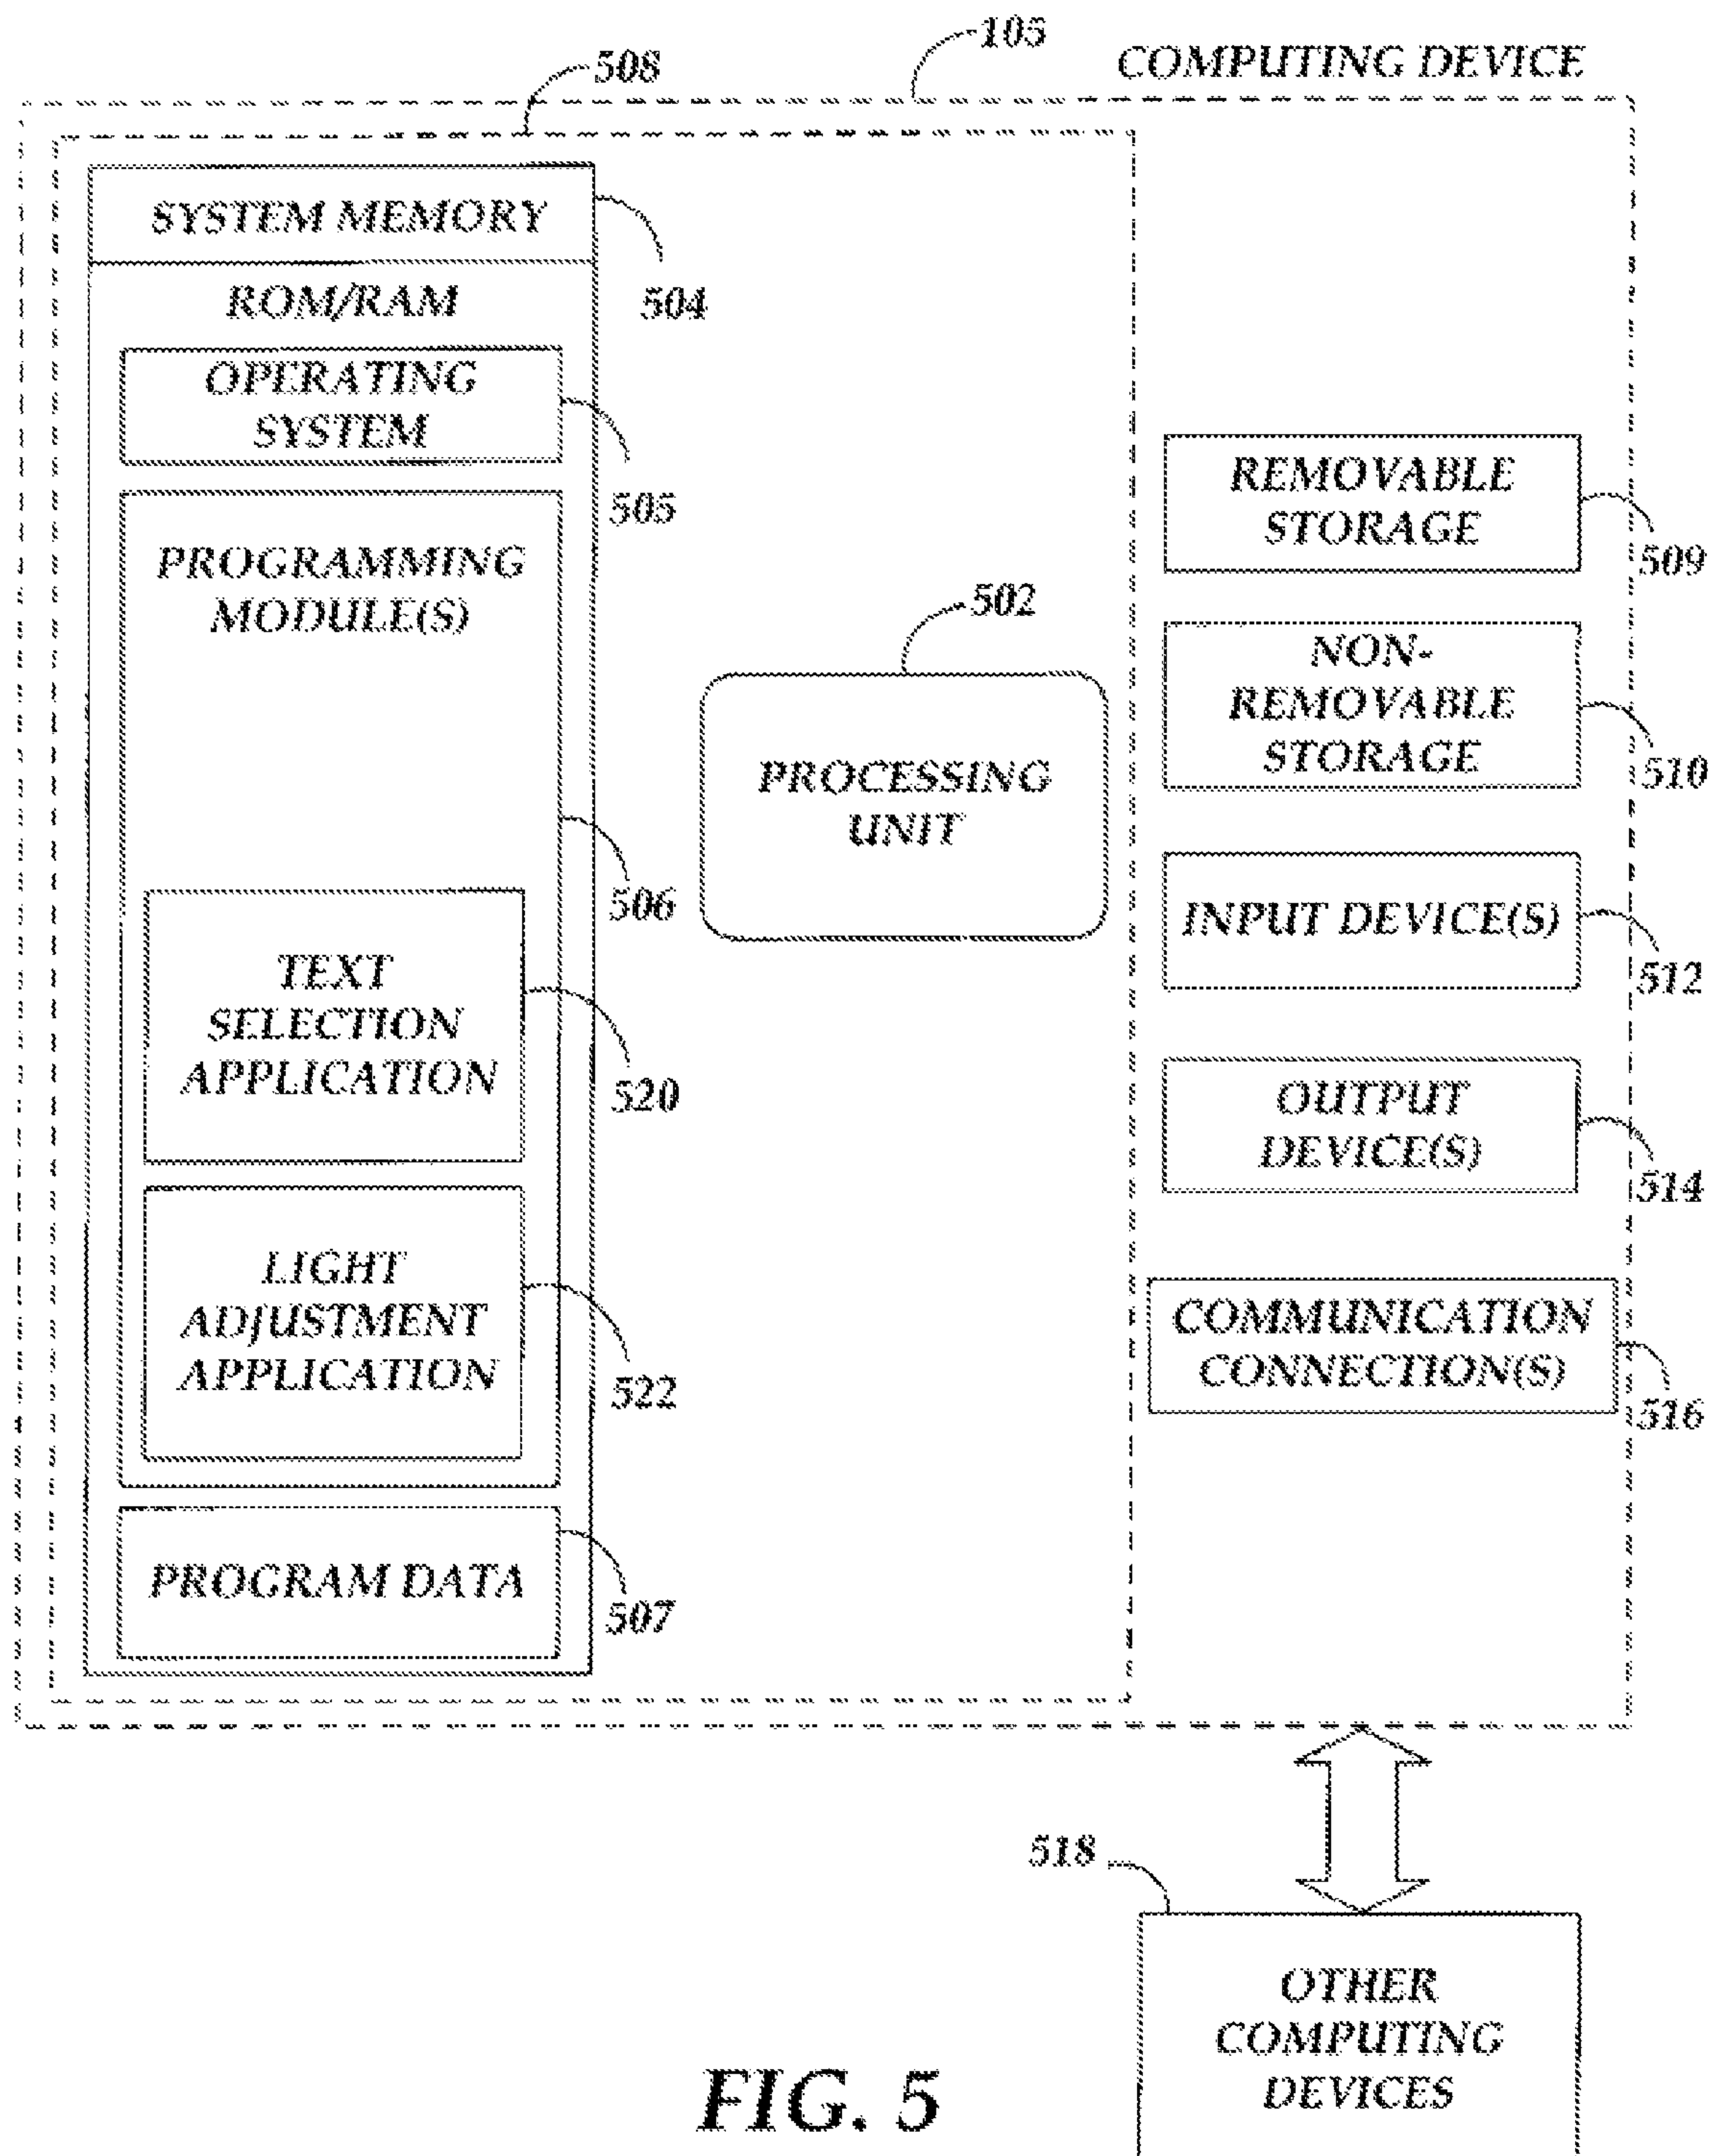 105
COMPUTING DEVICE
508
SYSTEM MEMORY
504
ROM/RAM
OPERATING
SYSTEM
505
PROGRAMMING
MODULE(S)
506
TEXT
SELECTION
APPLICATION
520
LIGHT
ADJUSTMENT
APPLICATION
522
PROGRAM DATA
507
502
PROCESSING
UNIT
REMOVABLE
STORAGE
509
NON-
REMOVABLE
STORAGE
510
INPUT DEVICE(S)
512
OUTPUT
DEVICE(S)
514
COMMUNICATION
CONNECTION(S)
516
518
OTHER
COMPUTING
DEVICES
FIG. 5